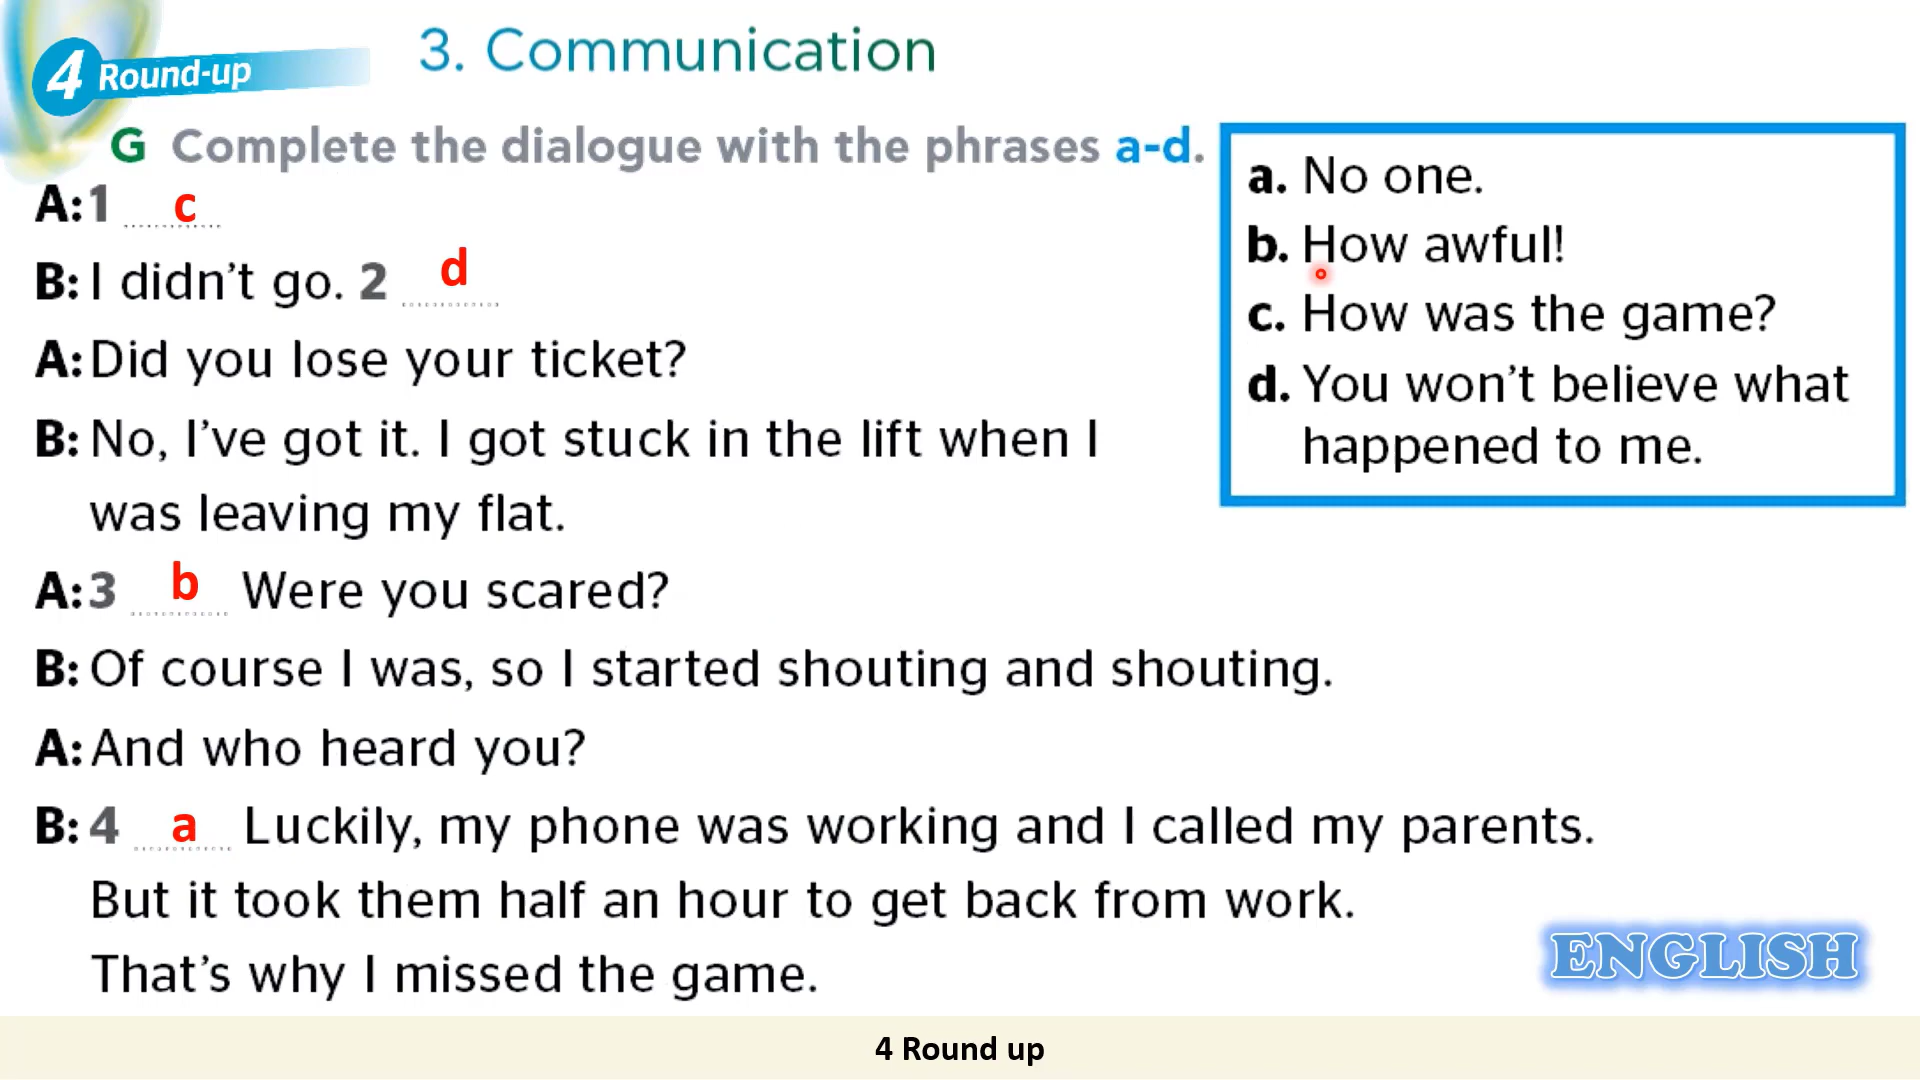 4 Round-up
3. Communication
G Complete the dialogue with the phrases a-d.
A: 1 c
B: I didn't go. 2 d
A: Did you lose your ticket?
B: No, I've got it. I got stuck in the lift when I
was leaving my flat.
A: 3 b Were you scared?
B: Of course I was, so I started shouting and shouting.
A: And who heard you?
B: 4 a Luckily, my phone was working and I called my parents.
But it took them half an hour to get back from work.
That's why I missed the game.
a. No one.
b. How awful!
c. How was the game?
d. You won't believe what
happened to me.
ENGLISH
4 Round up